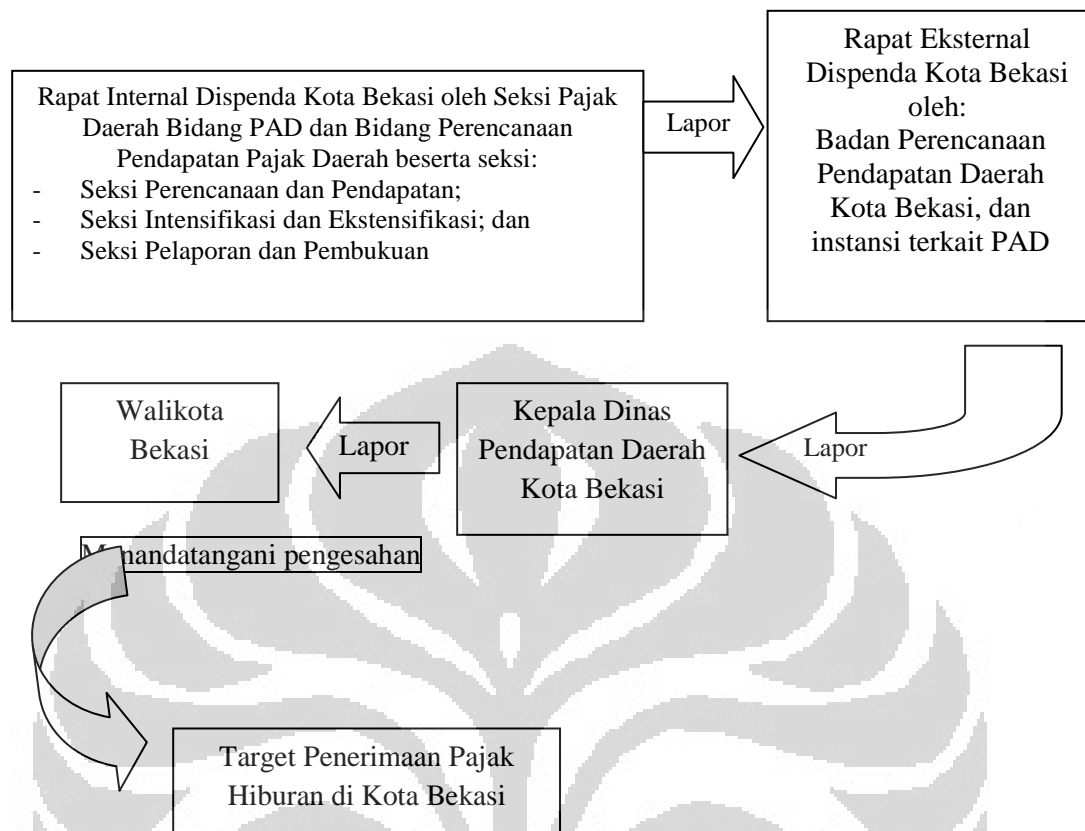 Rapat Internal Dispenda Kota Bekasi oleh Seksi Pajak
Daerah Bidang PAD dan Bidang Perencanaan
Pendapatan Pajak Daerah beserta seksi:
- Seksi Perencanaan dan Pendapatan;
- Seksi Intensifikasi dan Ekstensifikasi; dan
- Seksi Pelaporan dan Pembukuan
Lapor
Rapat Eksternal
Dispenda Kota Bekasi
oleh:
Badan Perencanaan
Pendapatan Daerah
Kota Bekasi, dan
instansi terkait PAD
Lapor
Kepala Dinas
Pendapatan Daerah
Kota Bekasi
Lapor
Walikota
Bekasi
Menandatangani pengesahan
Target Penerimaan Pajak
Hiburan di Kota Bekasi